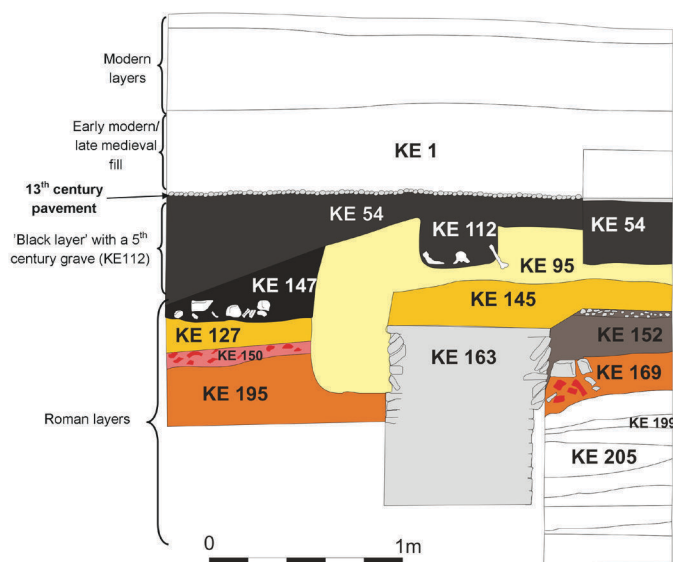 Modern
layers
Early modern/
late medieval
fill
KE 1
13th century
pavement
KE 54
KE 112
KE 54
'Black layer' with a 5th
century grave (KE112)
KE 95
KE 147
KE 145
KE 127
KE 152
KE 150
KE 163
KE 169
KE 195
Roman layers
KE 199
KE 205
0
1m